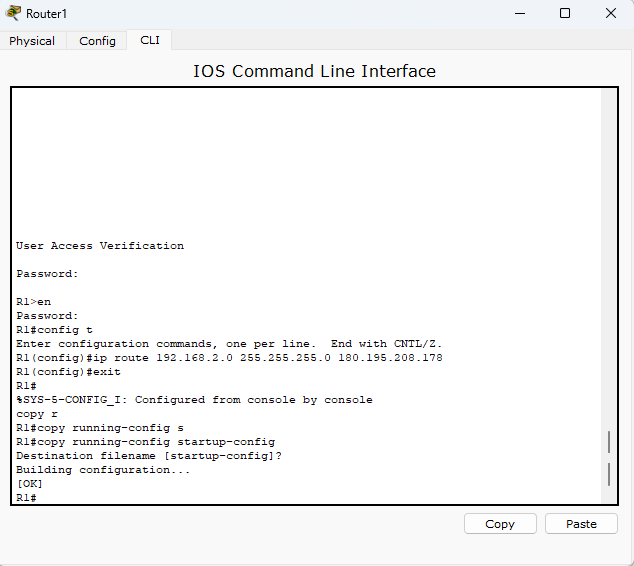 Router1
Physical Config CLI
IOS Command Line Interface
User Access Verification
Password:
R1>en
Password:
R1#config t
Enter configuration commands, one per line.  End with CNTL/Z.
R1(config)#ip route 192.168.2.0 255.255.255.0 180.195.208.178
R1(config)#exit
R1#
%SYS-5-CONFIG_I: Configured from console by console
copy r
R1#copy running-config s
R1#copy running-config startup-config
Destination filename [startup-config]?
Building configuration...
[OK]
R1#
Copy Paste